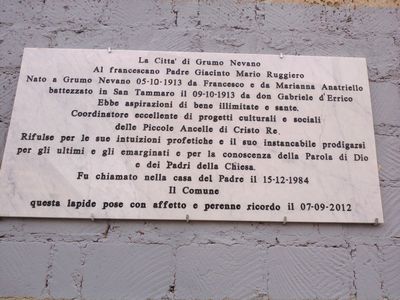 La Citta' di Grumo Nevano
Al francescano Padre Giacinto Mario Ruggiero
Nato a Grumo Nevano 05-10-1913 da Francesco e da Marianna Anatriello
battezzato in San Tammaro il 09-10-1913 da don Gabriele d'Errico
Ebbe aspirazioni di bene illimitate e sante.
Coordinatore eccellente di progetti culturali e sociali
delle Piccole Ancelle di Cristo Re.
Rifulse per le sue intuizioni profetiche e il suo instancabile prodigarsi
per gli ultimi e gli emarginati e per la conoscenza della Parola di Dio
e dei Padri della Chiesa.
Fu chiamato nella casa del Padre il 15-12-1984
Il Comune
questa lapide pose con affetto e perenne ricordo il 07-09-2012